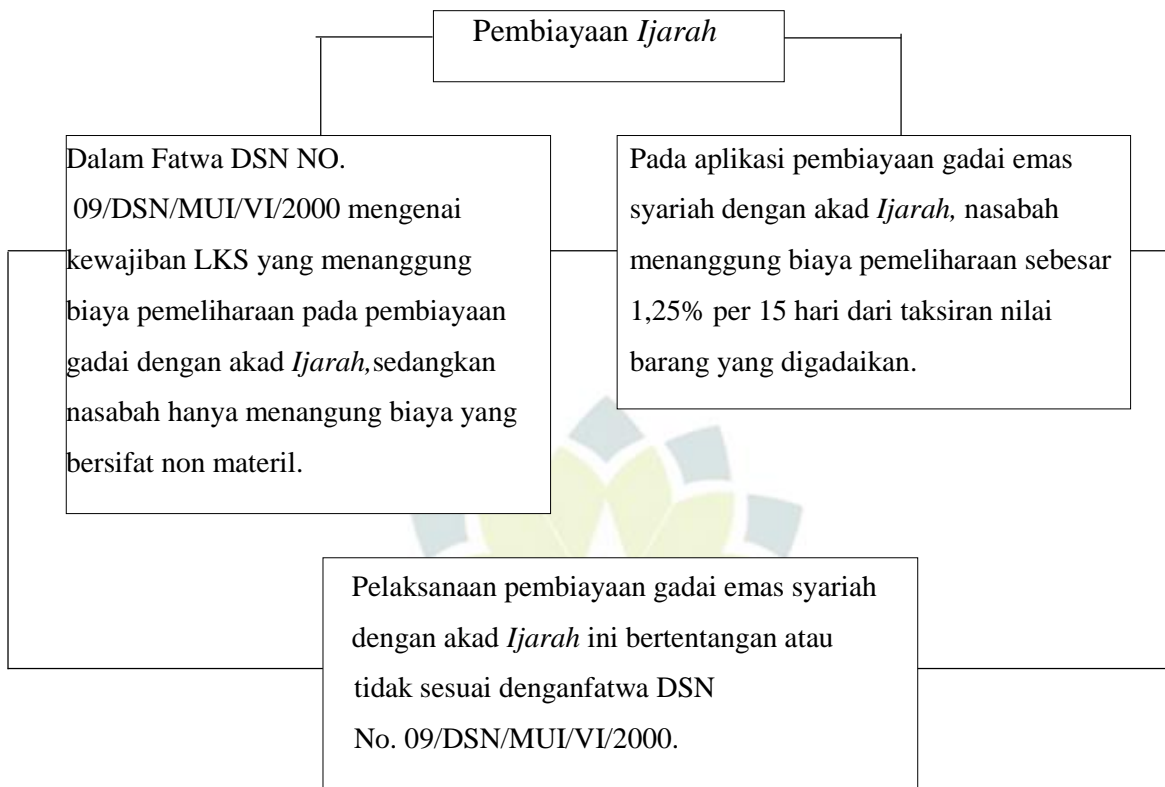 Pembiayaan Ijarah
Dalam Fatwa DSN NO.
09/DSN/MUI/VI/2000 mengenai
kewajiban LKS yang menanggung
biaya pemeliharaan pada pembiayaan
gadai dengan akad Ijarah,sedangkan
nasabah hanya menangung biaya yang
bersifat non materil.
Pada aplikasi pembiayaan gadai emas
syariah dengan akad Ijarah, nasabah
menanggung biaya pemeliharaan sebesar
1,25% per 15 hari dari taksiran nilai
barang yang digadaikan.
Pelaksanaan pembiayaan gadai emas syariah
dengan akad Ijarah ini bertentangan atau
tidak sesuai denganfatwa DSN
No. 09/DSN/MUI/VI/2000.